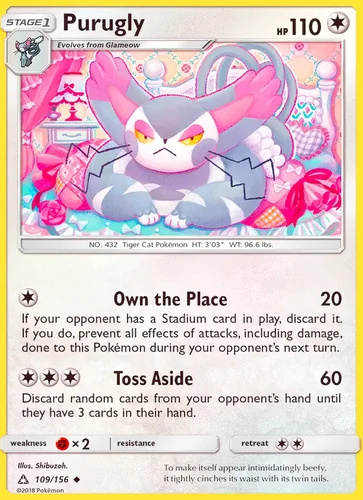 STAGE1
Purugly
HP 110
Evolves from Glameow
NO. 432 Tiger Cat Pokémon HT: 3'03" WT: 96.6 lbs.
Own the Place 20
If your opponent has a Stadium card in play, discard it.
If you do, prevent all effects of attacks, including damage,
done to this Pokémon during your opponent's next turn.
Toss Aside 60
Discard random cards from your opponent's hand until
they have 3 cards in their hand.
weakness × 2 resistance retreat
Illus. Shibuzoh.
109/156
©2018 Pokémon
To make itself appear intimidatingly beefy,
it tightly cinches its waist with its twin tails.